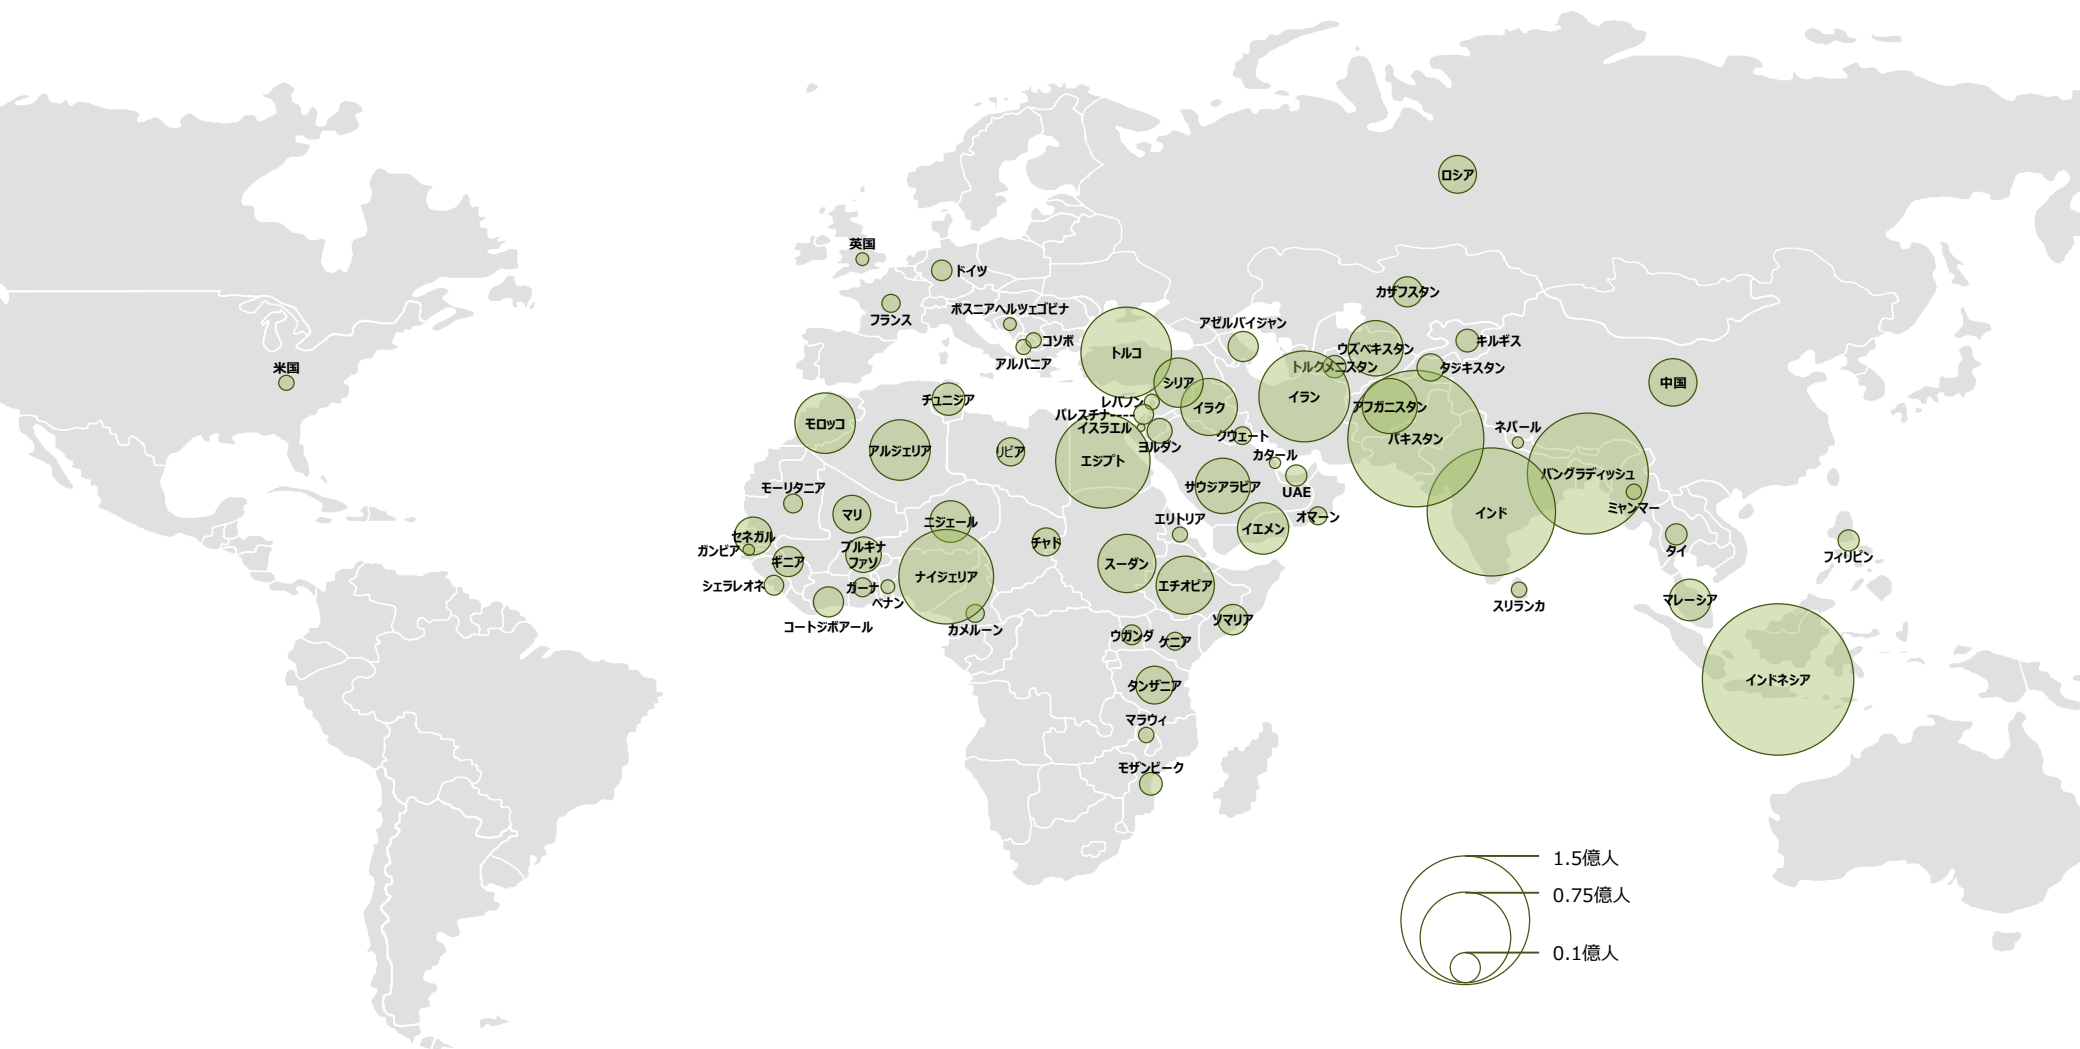 ロシア
英国
ドイツ
カザフスタン
ボスニアヘルツェゴビナ
フランス
アゼルバイジャン
コソボ
キルギス
ウズベキスタン
トルコ
アルバニア
米国
トルクメニスタン
タジキスタン
シリア
中国
イラン
チュニジア
レバノン
イラク
アフガニスタン
パレスチナ----
モロッコ
イスラエル
ネパール
クウェート
パキスタン
ヨルダン
アルジェリア
リビア
カタール
エジプト
バングラディッシュ
モーリタニア
サウジアラビア
UAE
ミャンマー
マリ
インド
エリトリア
オマーン
ニジェール
イエメン
セネガル
チャド
ブルキナ
ファソ
ガンビア
タイ
フィリピン
ギニア
スーダン
ナイジェリア
シェラレオネ
ガーナ
エチオピア
ベナン
スリランカ
マレーシア
コートジボアール
カメルーン
ソマリア
ウガンダ
ケニア
インドネシア
タンザニア
マラウィ
モザンビーク
1.5億人
0.75億人
0.1億人